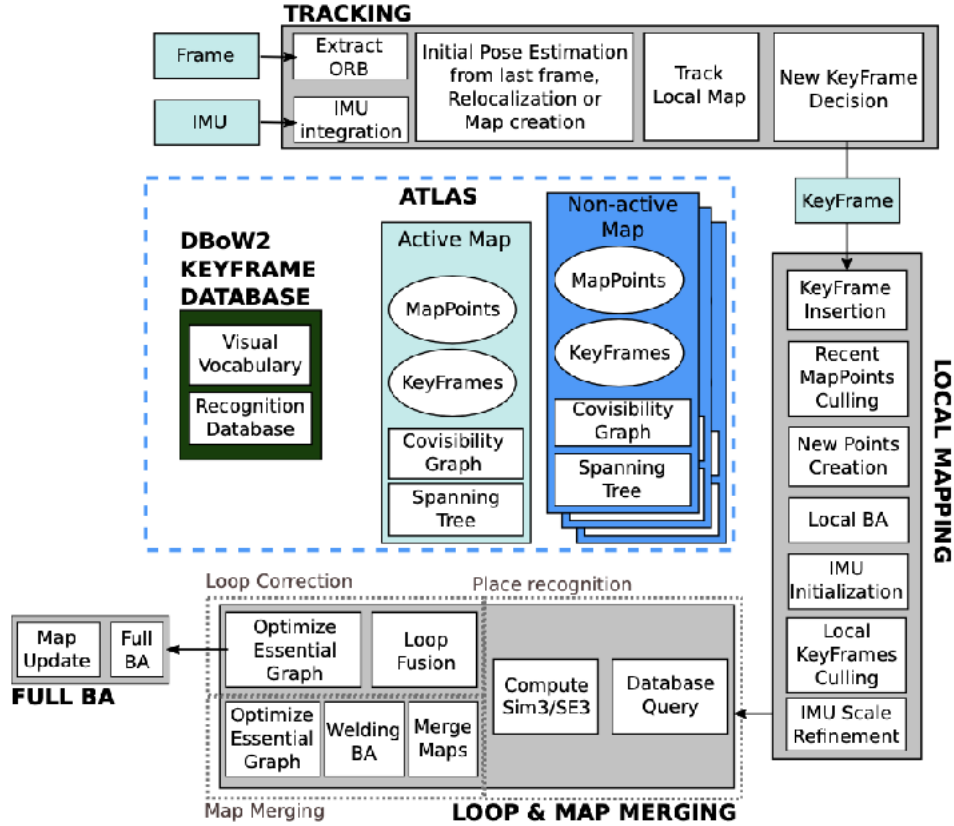 TRACKING
Frame
IMU
Extract
ORB
IMU
integration
Initial Pose Estimation
from last frame,
Relocalization or
Map creation
Track
Local Map
New KeyFrame
Decision
KeyFrame
ATLAS
DBoW2
KEYFRAME
DATABASE
Visual
Vocabulary
Recognition
Database
Active Map
MapPoints
KeyFrames
Covisibility
Graph
Spanning
Tree
Non-active
Map
MapPoints
KeyFrames
Covisibility
Graph
Spanning
Tree
LOCAL MAPPING
KeyFrame
Insertion
Recent
MapPoints
Culling
New Points
Creation
Local BA
IMU
Initialization
Local
KeyFrames
Culling
IMU Scale
Refinement
Loop Correction
Place recognition
Optimize
Essential
Graph
Loop
Fusion
Compute
Sim3/SE3
Database
Query
Optimize
Essential
Graph
Welding
BA
Merge
Maps
Map Merging
LOOP & MAP MERGING
Map
Update
Full
BA
FULL BA